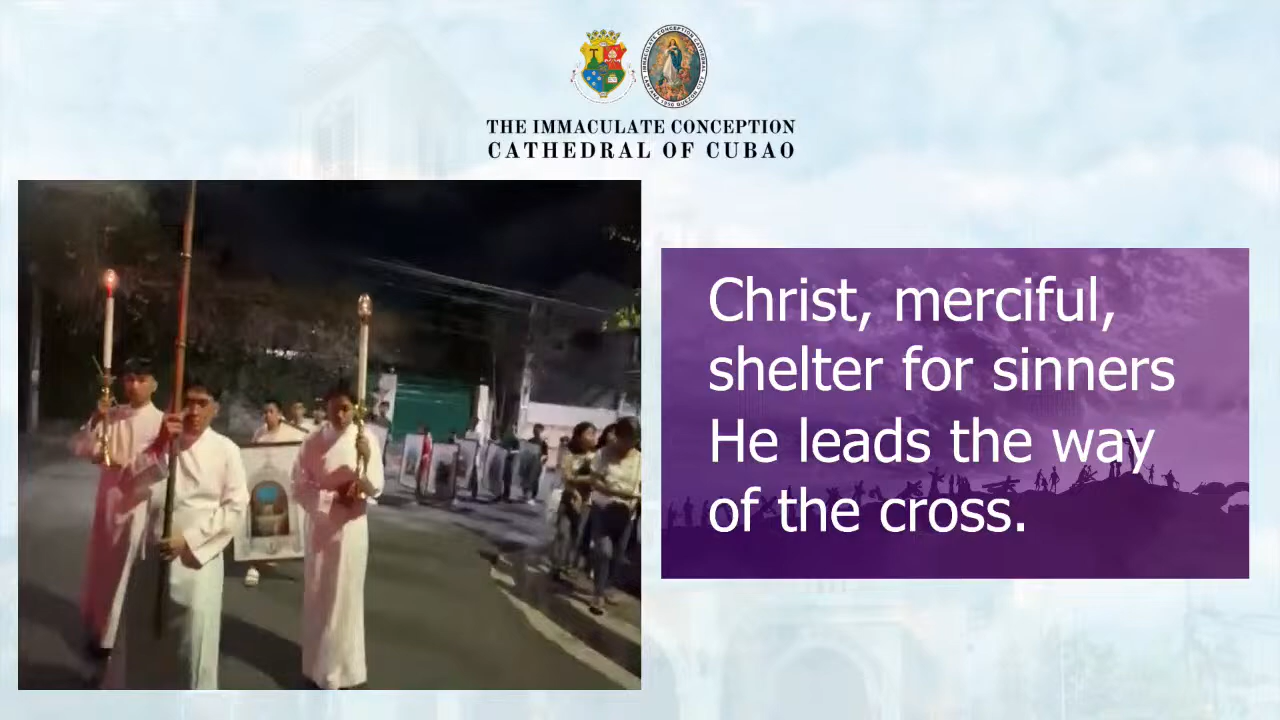 THE IMMACULATE CONCEPTION
CATHEDRAL OF CUBAO
Christ, merciful,
shelter for sinners
He leads the way
of the cross.